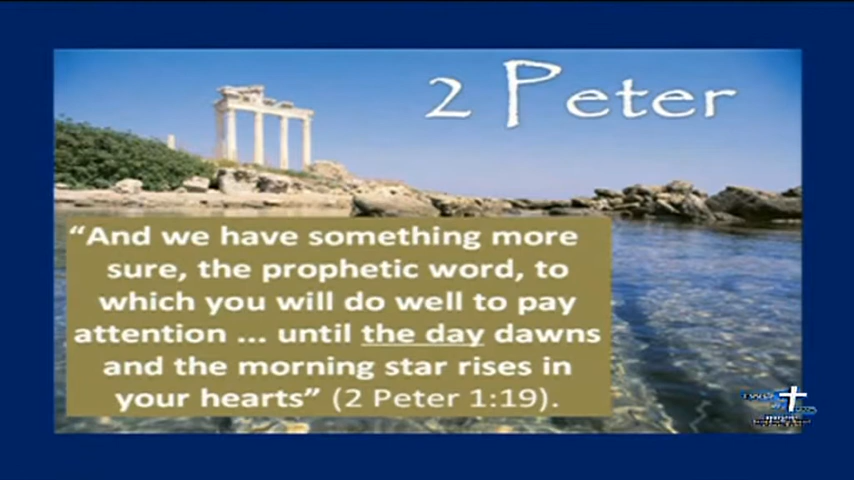 2 Peter
“And we have something more
sure, the prophetic word, to
which you will do well to pay
attention ... until the day dawns
and the morning star rises in
your hearts” (2 Peter 1:19).